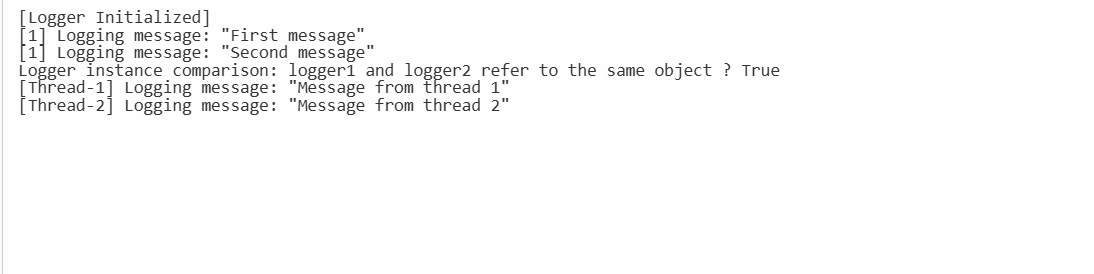 [Logger Initialized]
[1] Logging message: "First message"
[1] Logging message: "Second message"
Logger instance comparison: logger1 and logger2 refer to the same object ? True
[Thread-1] Logging message: "Message from thread 1"
[Thread-2] Logging message: "Message from thread 2"